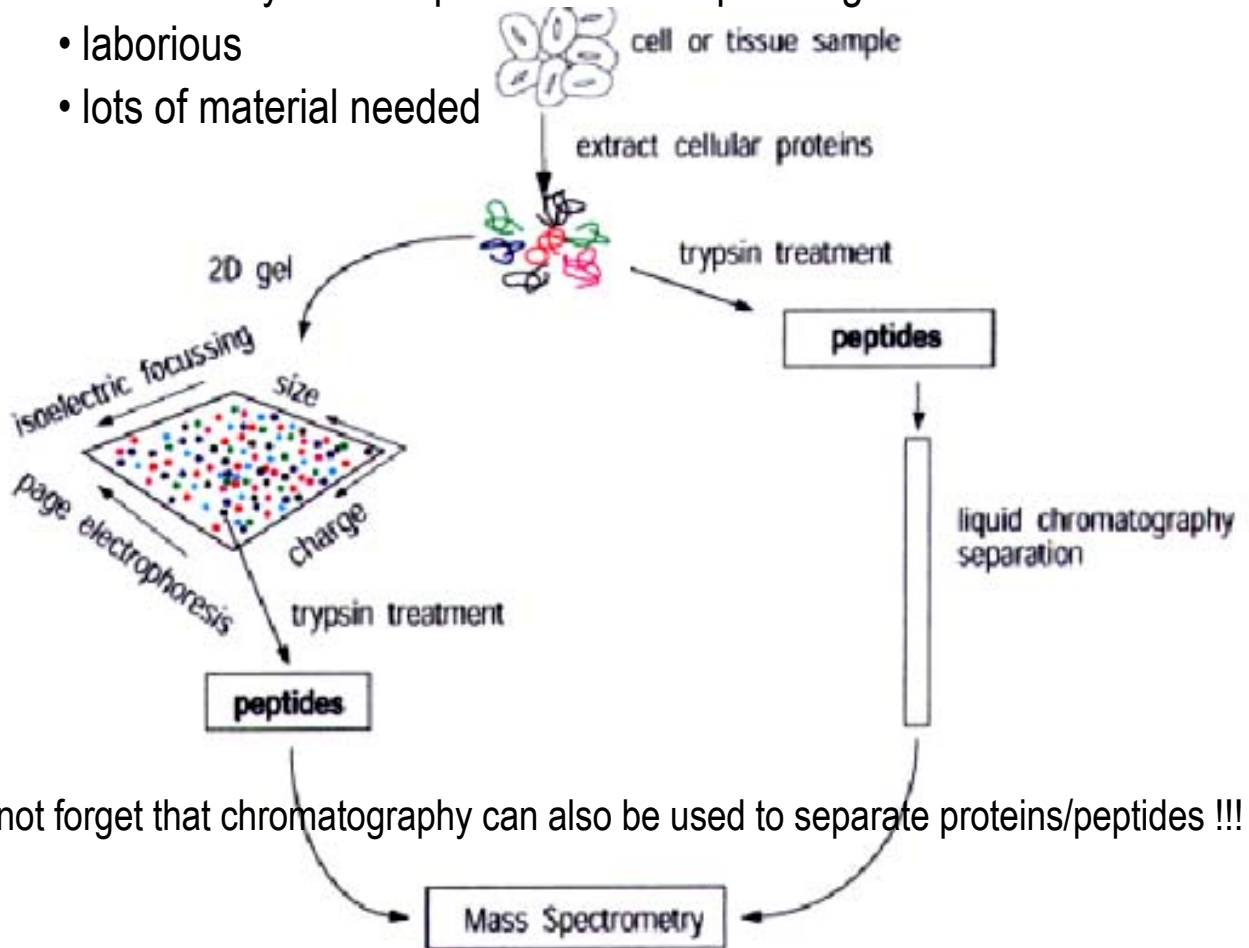 • laborious
• lots of material needed
cell or tissue sample
extract cellular proteins
2D gel
trypsin treatment
peptides
isoelectric focussing
size
page electrophoresis
charge
liquid chromatography
separation
trypsin treatment
peptides
not forget that chromatography can also be used to separate proteins/peptides !!!
Mass Spectrometry